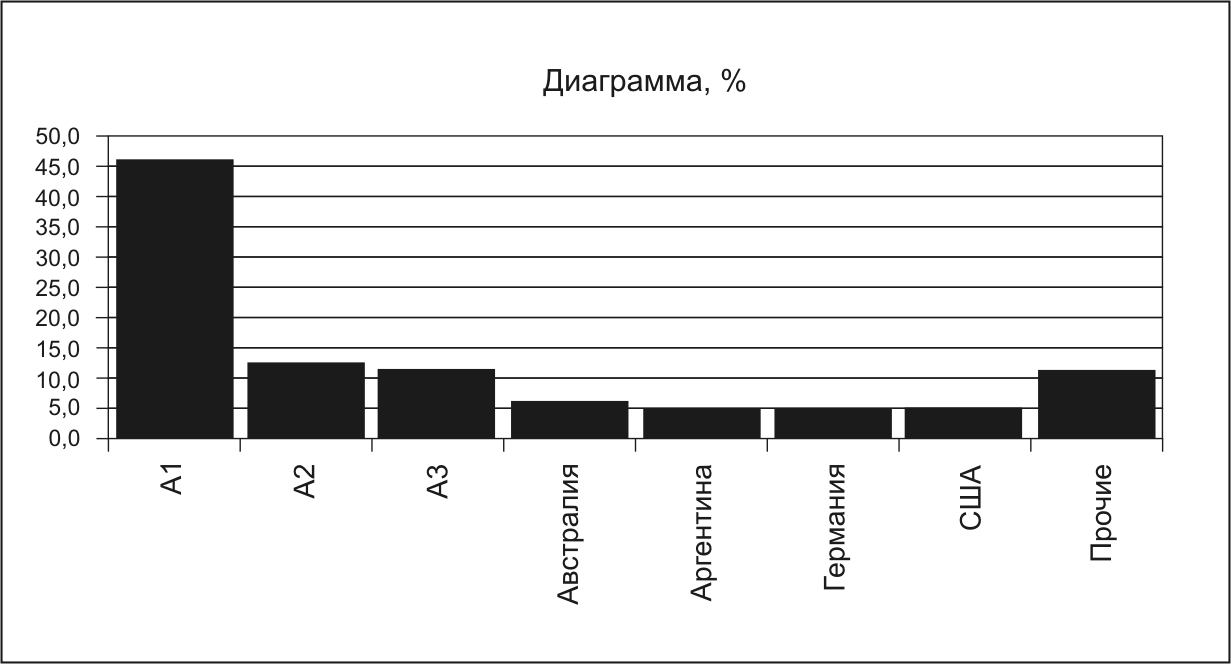 Диаграмма, %
50,0
45,0
40,0
35,0
30,0
25,0
20,0
15,0
10,0
5,0
0,0
А1
А2
А3
Австралия
Аргентина
Германия
США
Прочие